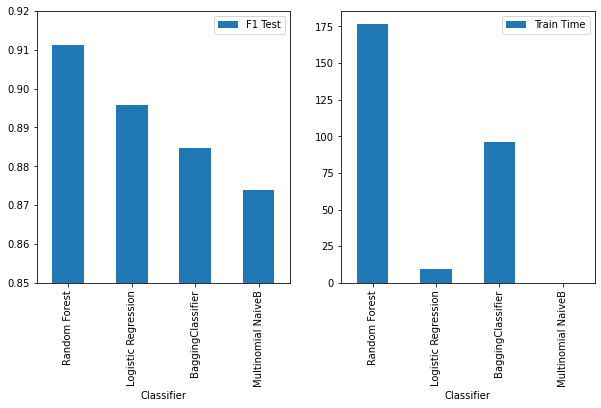 0.92
0.91
0.90
0.89
0.88
0.87
0.86
0.85
F1 Test
Random Forest
Logistic Regression
BaggingClassifier
Multinomial NaiveB
Classifier
175
150
125
100
75
50
25
0
Train Time
Random Forest
Logistic Regression
BaggingClassifier
Multinomial NaiveB
Classifier